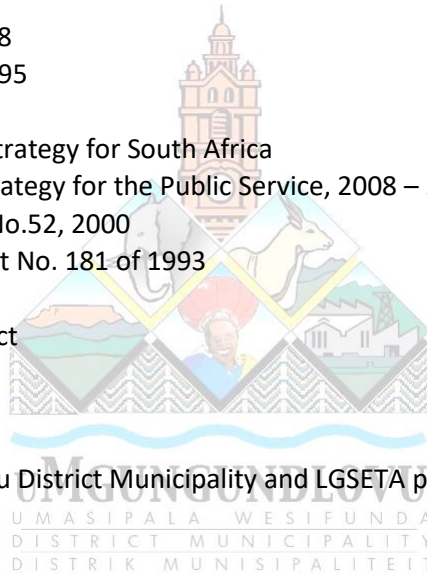 8
95
trategy for South Africa
ategy for the Public Service, 2008 –
No.52, 2000
t No. 181 of 1993
ct
u District Municipality and LGSETA p
UMGUNGUNDLOVU
UMASIPALA WESIFUNDA
DISTRICT MUNICIPALITY
DISTRIK MUNISIPALITEIT